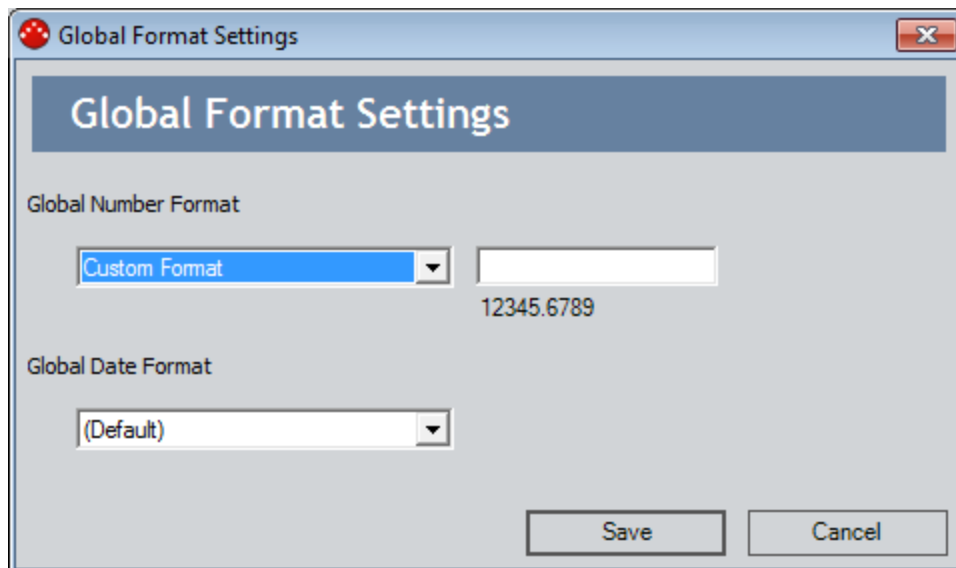 Global Format Settings
Global Format Settings
Global Number Format
Custom Format
12345.6789
Global Date Format
(Default)
Save Cancel